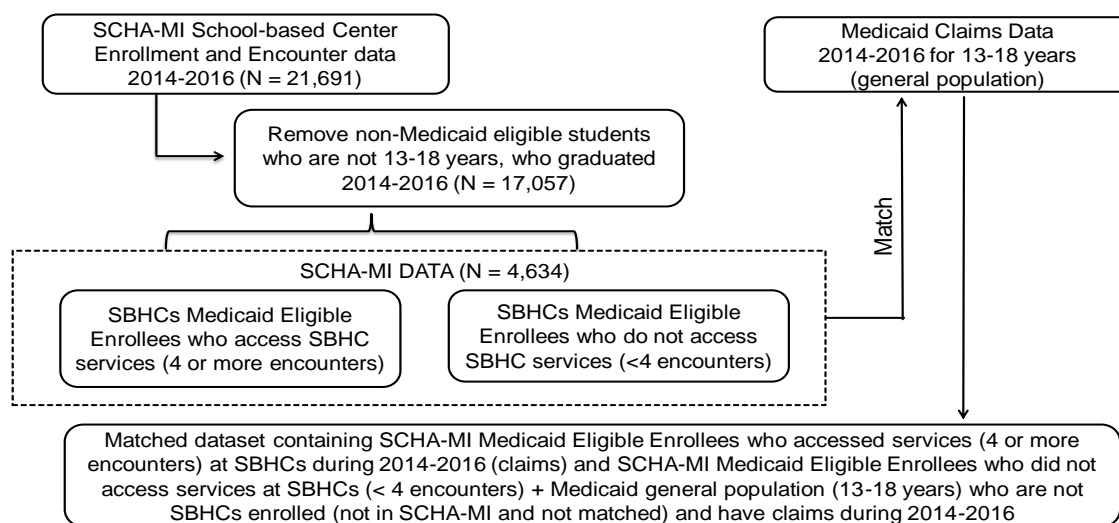 SCHA-MI School-based Center
Enrollment and Encounter data
2014-2016 (N = 21,691)
Medicaid Claims Data
2014-2016 for 13-18 years
(general population)
Remove non-Medicaid eligible students
who are not 13-18 years, who graduated
2014-2016 (N = 17,057)
Match
SCHA-MI DATA (N = 4,634)
SBHCs Medicaid Eligible
Enrollees who access SBHC
services (4 or more encounters)
SBHCs Medicaid Eligible
Enrollees who do not access
SBHC services (<4 encounters)
Matched dataset containing SCHA-MI Medicaid Eligible Enrollees who accessed services (4 or more
encounters) at SBHCs during 2014-2016 (claims) and SCHA-MI Medicaid Eligible Enrollees who did not
access services at SBHCs (< 4 encounters) + Medicaid general population (13-18 years) who are not
SBHCs enrolled (not in SCHA-MI and not matched) and have claims during 2014-2016